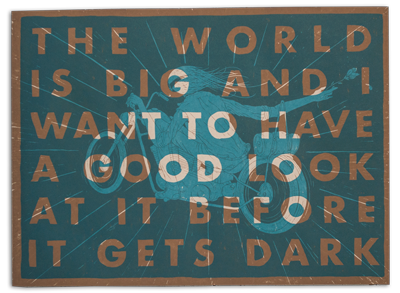 THE WORLD
IS BIG AND I
WANT TO HAVE
A GOOD LOOK
AT IT BEFORE
IT GETS DARK